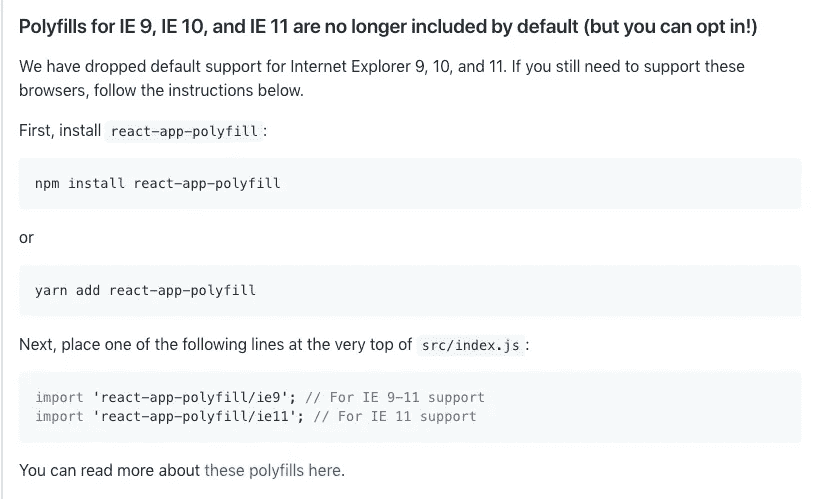 Polyfills for IE 9, IE 10, and IE 11 are no longer included by default (but you can opt in!)
We have dropped default support for Internet Explorer 9, 10, and 11. If you still need to support these
browsers, follow the instructions below.
First, install react-app-polyfill:
npm install react-app-polyfill
or
yarn add react-app-polyfill
Next, place one of the following lines at the very top of src/index.js:
import 'react-app-polyfill/ie9'; // For IE 9-11 support
import 'react-app-polyfill/ie11'; // For IE 11 support
You can read more about these polyfills here.